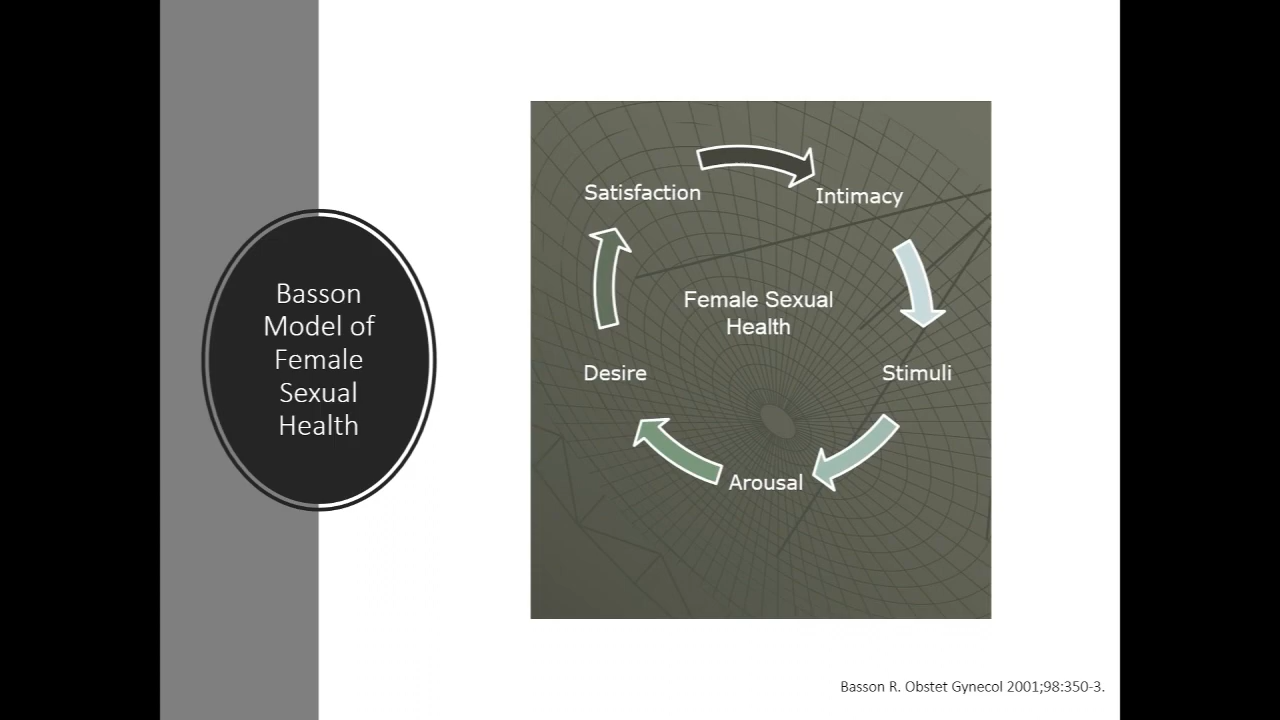 Basson
Model of
Female
Sexual
Health
Satisfaction
Intimacy
Female Sexual
Health
Desire
Stimuli
Arousal
Basson R. Obstet Gynecol 2001;98:350-3.